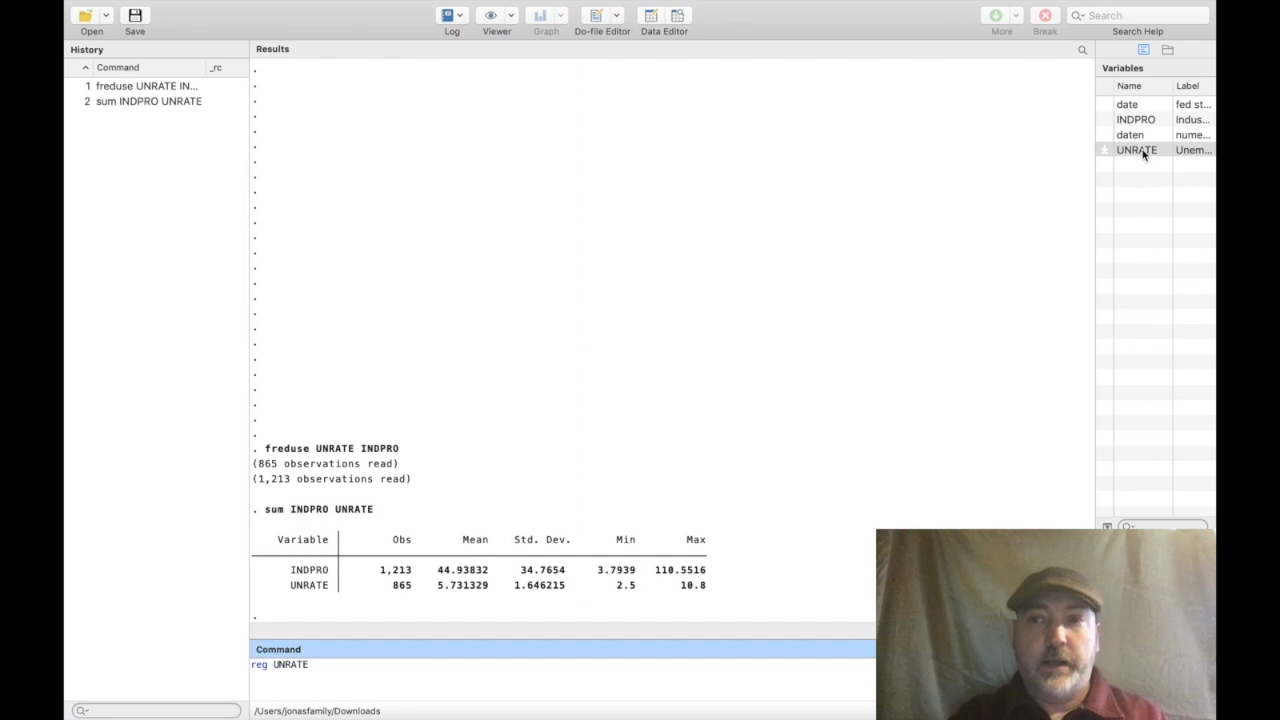 Open
Save
Log
Viewer
Graph
Do-file Editor
Data Editor
More
Break
Search
Search Help
History
Command _rc
1 freduse UNRATE IN...
2 sum INDPRO UNRATE
Results
. freduse UNRATE INDPRO
(865 observations read)
(1,213 observations read)
. sum INDPRO UNRATE
Variable Obs Mean Std. Dev. Min Max
INDPRO 1,213 44.93832 34.7654 3.7939 110.5516
UNRATE 865 5.731329 1.646215 2.5 10.8
.
Command
reg UNRATE
/Users/jonasfamily/Downloads
Variables
Name Label
date fed st...
INDPRO Indus...
daten nume...
UNRATE Unem...